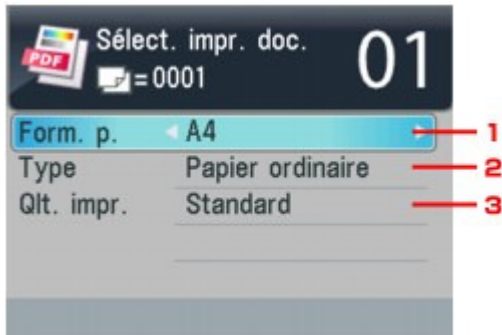 PDF
Sélect. impr. doc.
=0001
01
Form. p. A4 1
Type Papier ordinaire 2
Qlt. impr. Standard 3